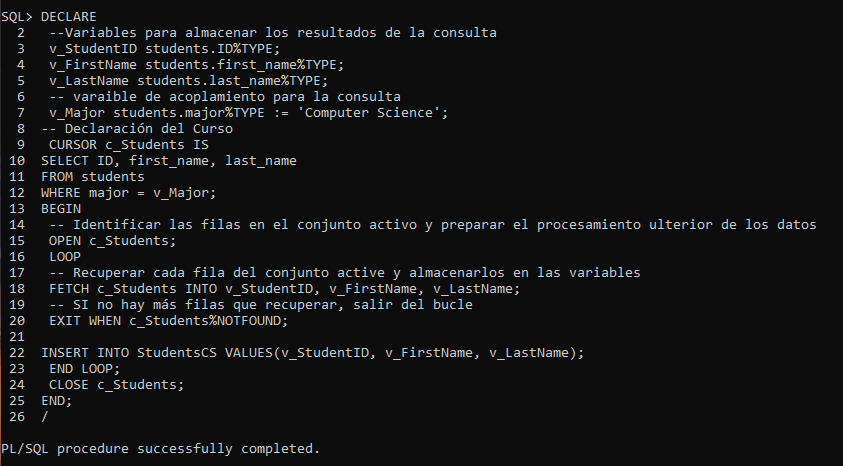 SQL> DECLARE
2 --Variables para almacenar los resultados de la consulta
3 v_StudentID students.ID%TYPE;
4 v_FirstName students.first_name%TYPE;
5 v_LastName students.last_name%TYPE;
6 -- varaible de acoplamiento para la consulta
7 v_Major students.major%TYPE := 'Computer Science';
8 -- Declaración del Curso
9 CURSOR c_Students IS
10 SELECT ID, first_name, last_name
11 FROM students
12 WHERE major = v_Major;
13 BEGIN
14 -- Identificar las filas en el conjunto activo y preparar el procesamiento ulterior de los datos
15 OPEN c_Students;
16 LOOP
17 -- Recuperar cada fila del conjunto active y almacenarlos en las variables
18 FETCH c_Students INTO v_StudentID, v_FirstName, v_LastName;
19 -- SI no hay más filas que recuperar, salir del bucle
20 EXIT WHEN c_Students%NOTFOUND;
21
22 INSERT INTO StudentsCS VALUES(v_StudentID, v_FirstName, v_LastName);
23 END LOOP;
24 CLOSE c_Students;
25 END;
26 /
PL/SQL procedure successfully completed.